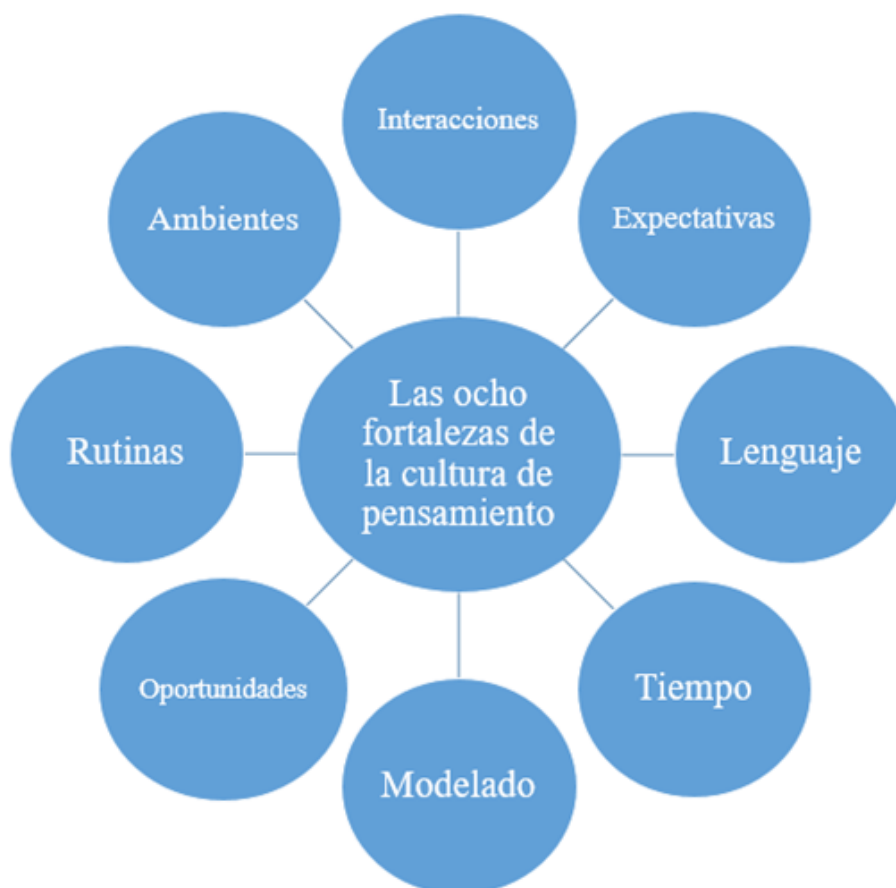 Interacciones
Ambientes
Expectativas
Las ocho
fortalezas de
la cultura de
pensamiento
Rutinas
Lenguaje
Oportunidades
Tiempo
Modelado